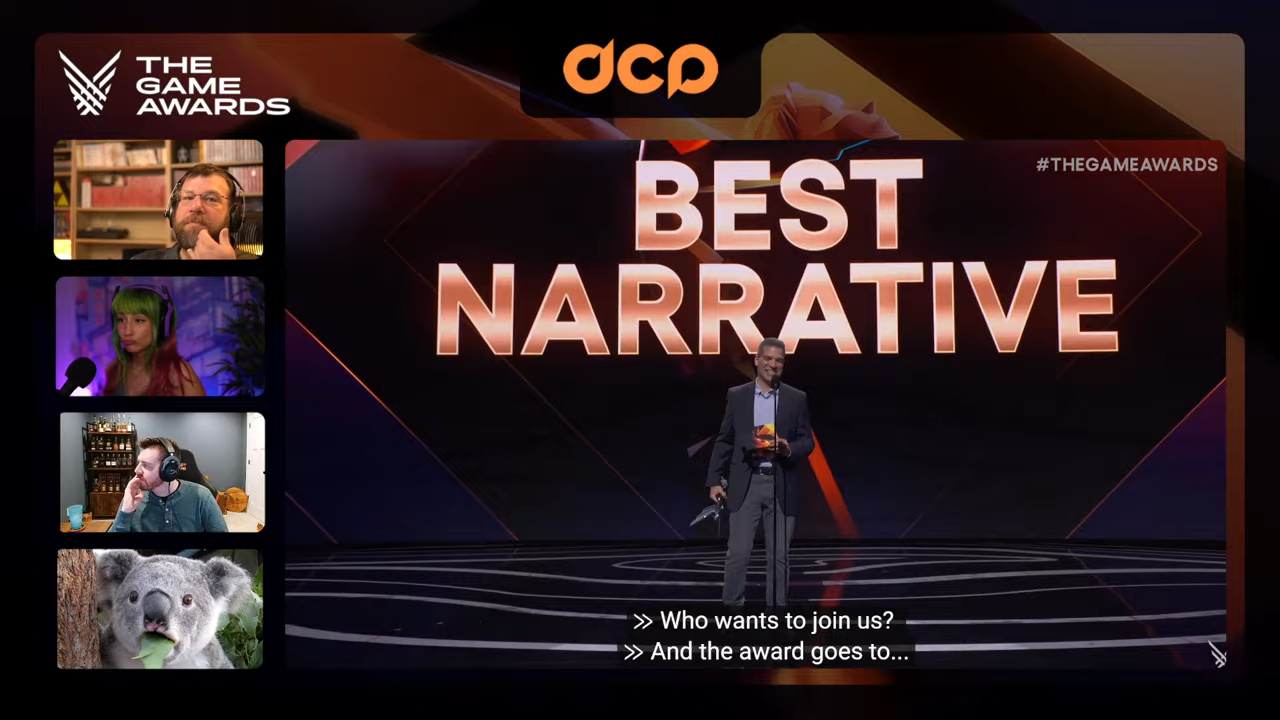 THE
GAME
AWARDS
dcp
#THEGAMEAWARDS
BEST
NARRATIVE
>> Who wants to join us?
>> And the award goes to...